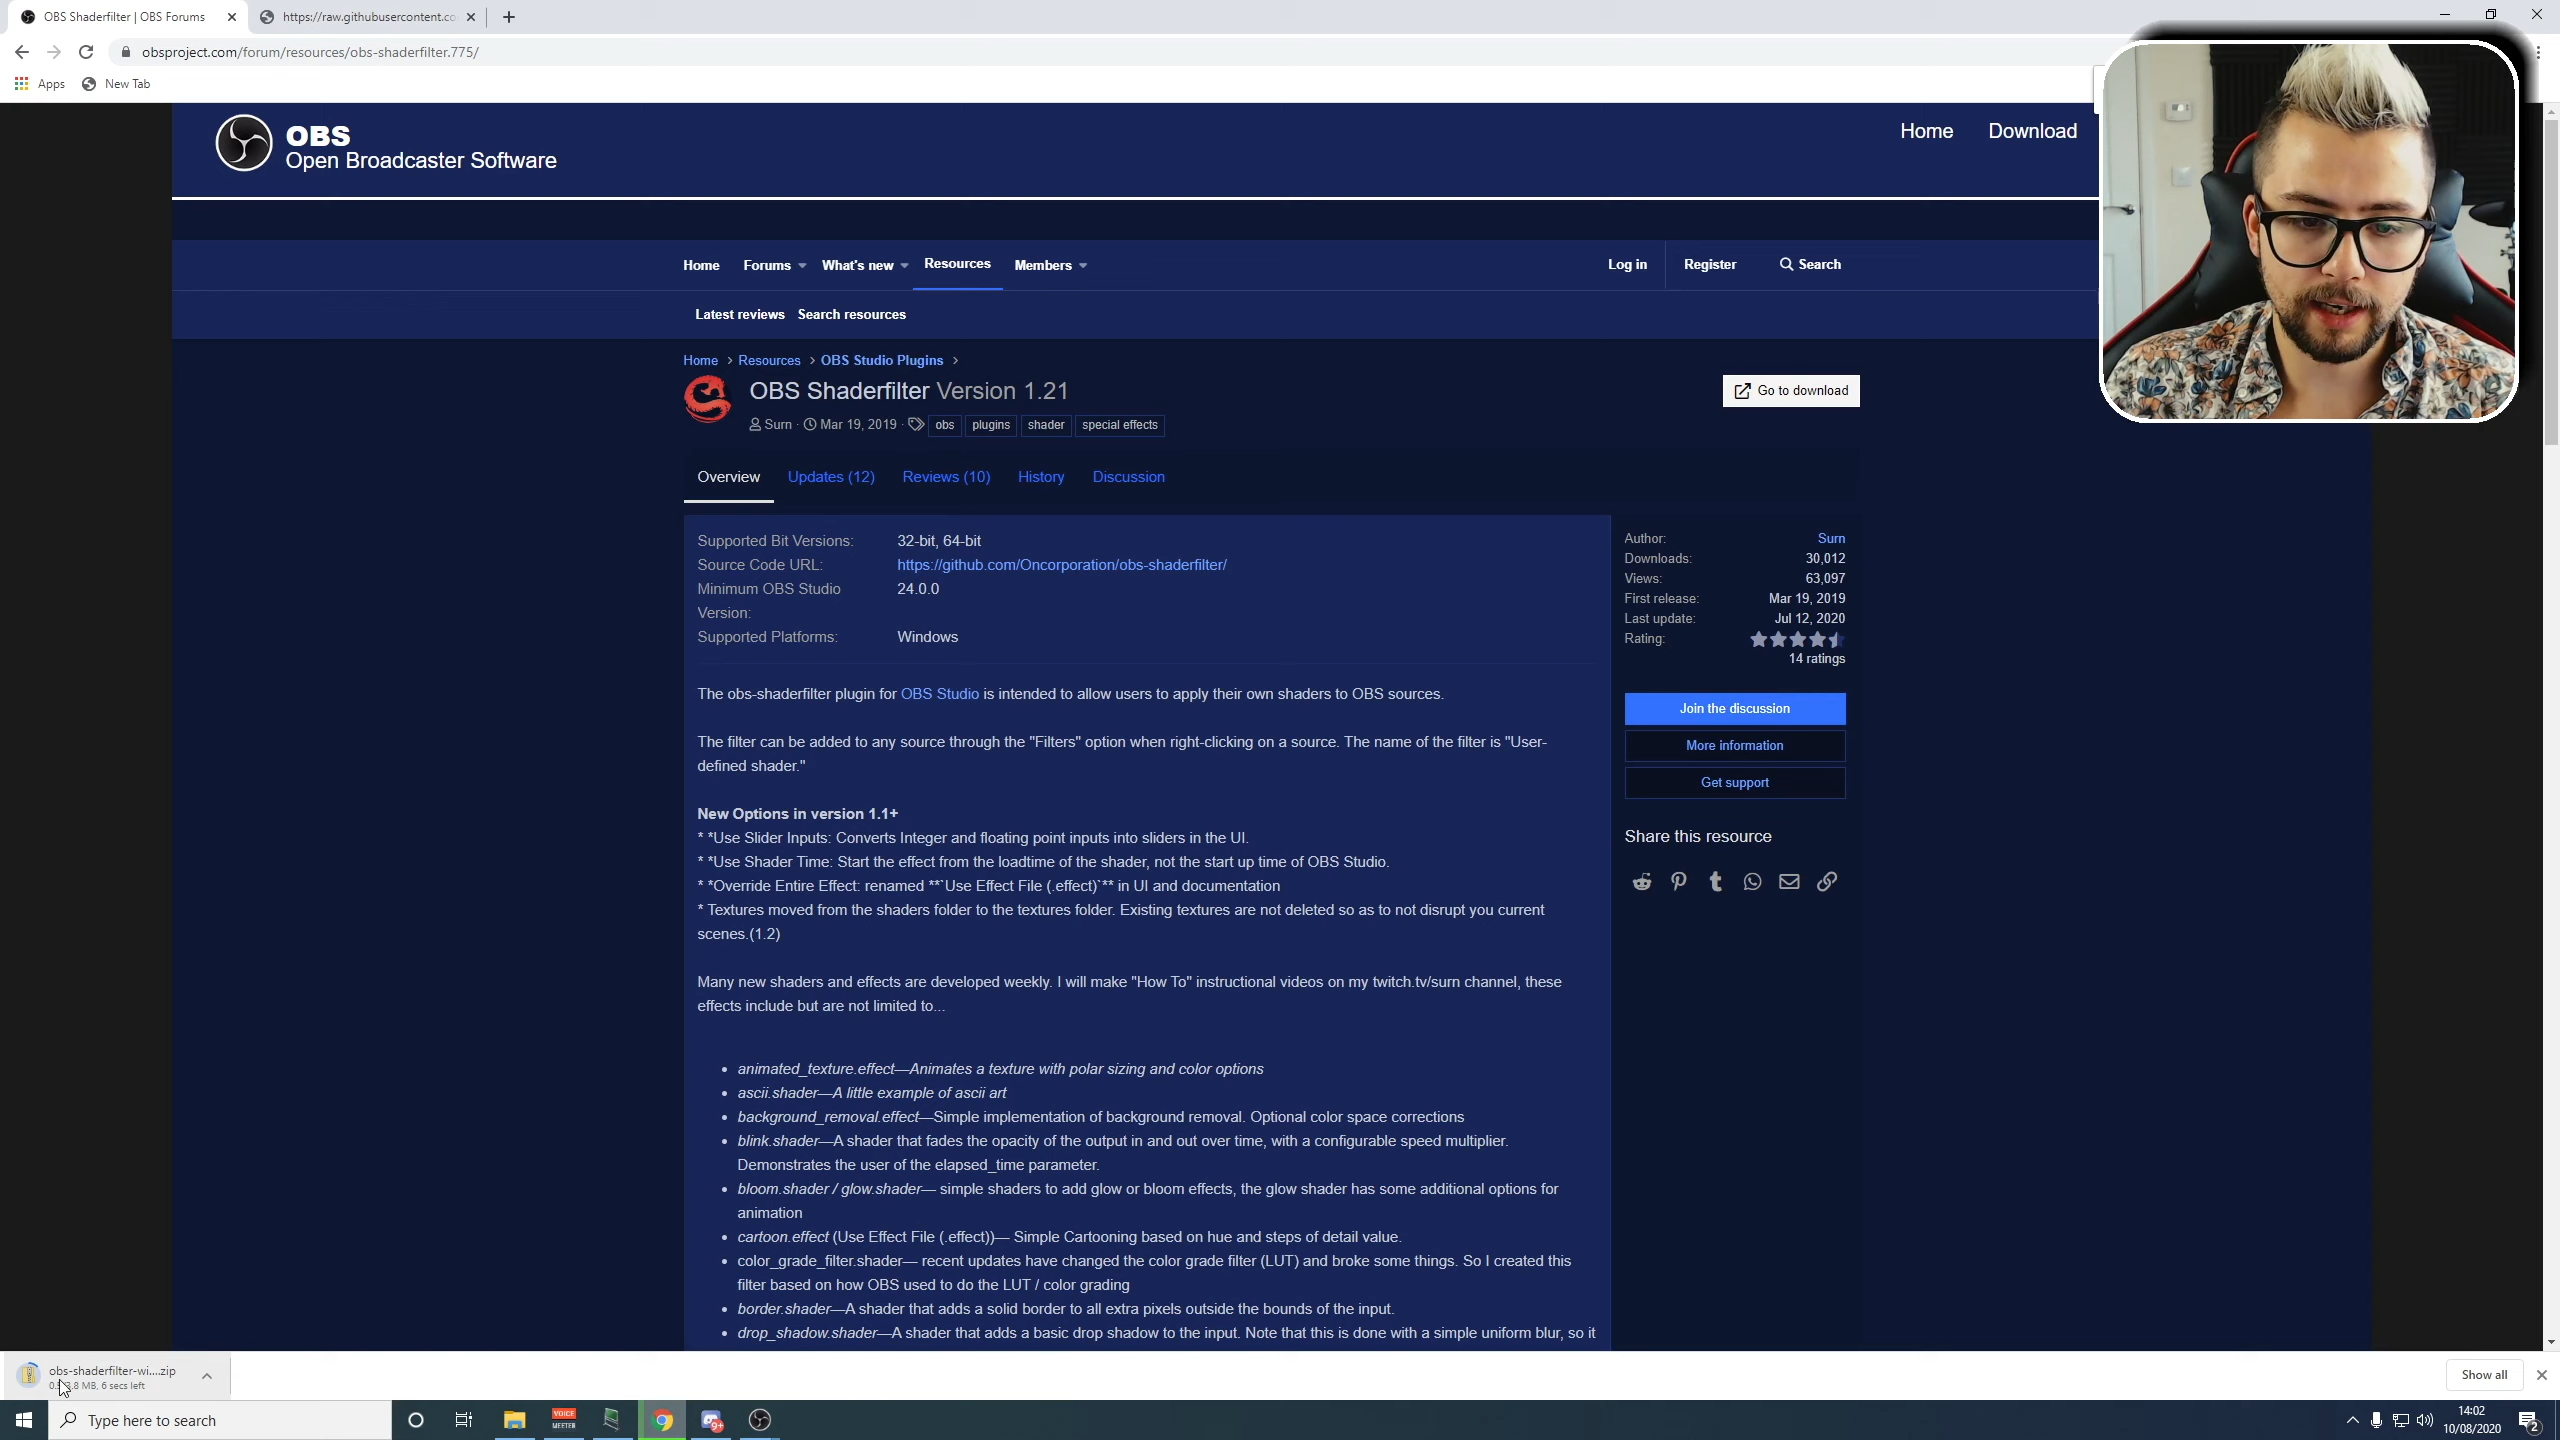 OBS Shaderfilter | OBS Forums
https://raw.githubusercontent.co
obsproject.com/forum/resources/obs-shaderfilter.775/
Apps
New Tab
OBS
Open Broadcaster Software
Home
Download
Home
Forums
What's new
Resources
Members
Log in
Register
Search
Latest reviews
Search resources
Home > Resources > OBS Studio Plugins >
OBS Shaderfilter Version 1.21
Go to download
Surn · Mar 19, 2019 · obs plugins shader special effects
Overview
Updates (12)
Reviews (10)
History
Discussion
Supported Bit Versions: 32-bit, 64-bit
Source Code URL: https://github.com/Oncorporation/obs-shaderfilter/
Minimum OBS Studio 24.0.0
Version:
Supported Platforms: Windows
The obs-shaderfilter plugin for OBS Studio is intended to allow users to apply their own shaders to OBS sources.
The filter can be added to any source through the "Filters" option when right-clicking on a source. The name of the filter is "User-
defined shader."
New Options in version 1.1+
* *Use Slider Inputs: Converts Integer and floating point inputs into sliders in the UI.
* *Use Shader Time: Start the effect from the loadtime of the shader, not the start up time of OBS Studio.
* *Override Entire Effect: renamed **`Use Effect File (.effect)`** in UI and documentation
* Textures moved from the shaders folder to the textures folder. Existing textures are not deleted so as to not disrupt you current
scenes.(1.2)
Many new shaders and effects are developed weekly. I will make "How To" instructional videos on my twitch.tv/surn channel, these
effects include but are not limited to...
• animated_texture.effect—Animates a texture with polar sizing and color options
• ascii.shader—A little example of ascii art
• background_removal.effect—Simple implementation of background removal. Optional color space corrections
• blink.shader—A shader that fades the opacity of the output in and out over time, with a configurable speed multiplier.
Demonstrates the user of the elapsed_time parameter.
• bloom.shader / glow.shader— simple shaders to add glow or bloom effects, the glow shader has some additional options for
animation
• cartoon.effect (Use Effect File (.effect))— Simple Cartooning based on hue and steps of detail value.
• color_grade_filter.shader— recent updates have changed the color grade filter (LUT) and broke some things. So I created this
filter based on how OBS used to do the LUT / color grading
• border.shader—A shader that adds a solid border to all extra pixels outside the bounds of the input.
• drop_shadow.shader—A shader that adds a basic drop shadow to the input. Note that this is done with a simple uniform blur, so it
Author: Surn
Downloads: 30,012
Views: 63,097
First release: Mar 19, 2019
Last update: Jul 12, 2020
Rating:
14 ratings
Join the discussion
More information
Get support
Share this resource
obs-shaderfilter-wi....zip
MB, 6 secs left
Show all
Type here to search
VOICE
MEETER
9+
14:02
10/08/2020
2